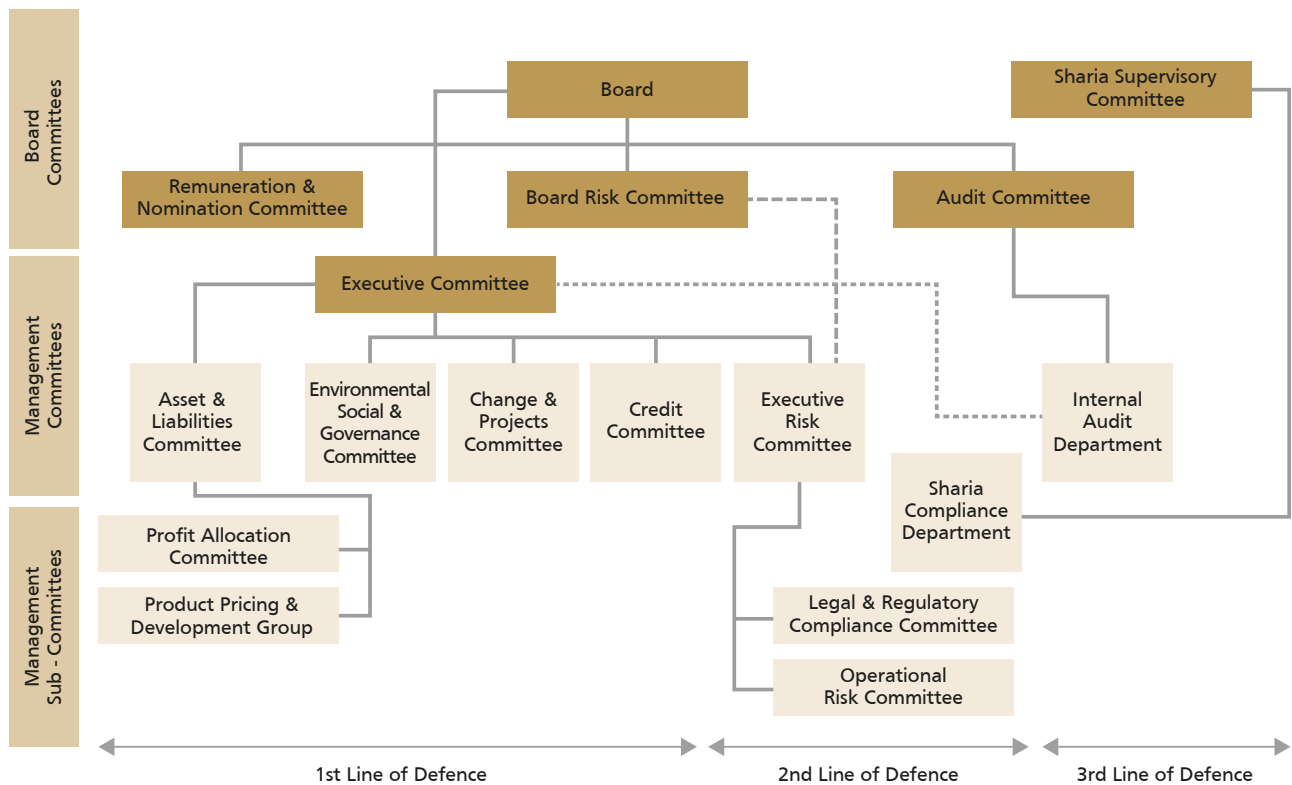 Board
Committees
Board
Sharia Supervisory
Committee
Remuneration &
Nomination Committee
Board Risk Committee
Audit Committee
Management
Committees
Executive Committee
Asset &
Liabilities
Committee
Environmental
Social &
Governance
Committee
Change &
Projects
Committee
Credit
Committee
Executive
Risk
Committee
Internal
Audit
Department
Sharia
Compliance
Department
Management
Sub - Committees
Profit Allocation
Committee
Product Pricing &
Development Group
Legal & Regulatory
Compliance Committee
Operational
Risk Committee
1st Line of Defence
2nd Line of Defence
3rd Line of Defence